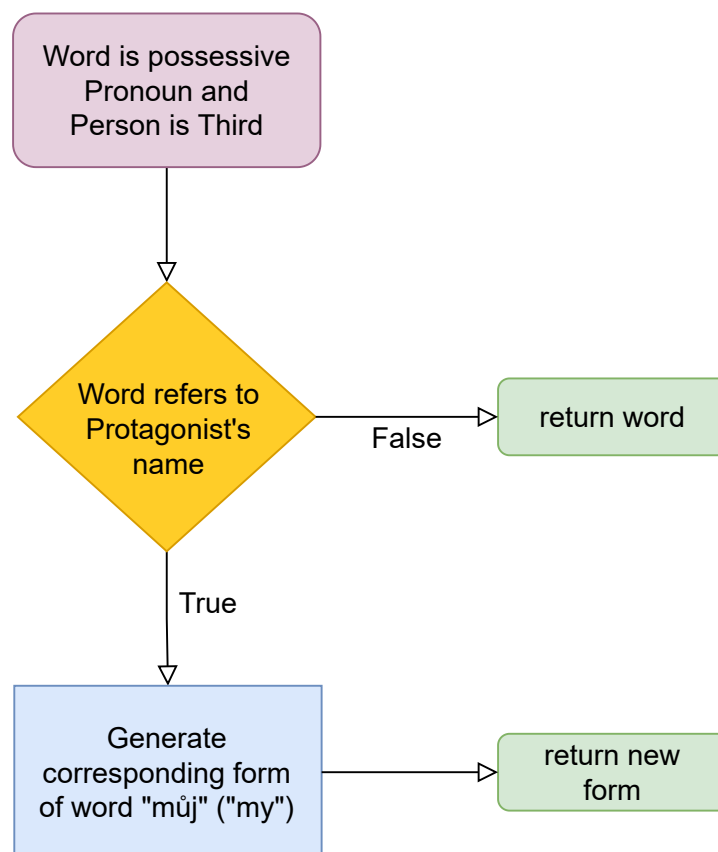 Word is possessive
Pronoun and
Person is Third
Word refers to
Protagonist's
name
False
return word
True
Generate
corresponding form
of word "můj" ("my")
return new
form